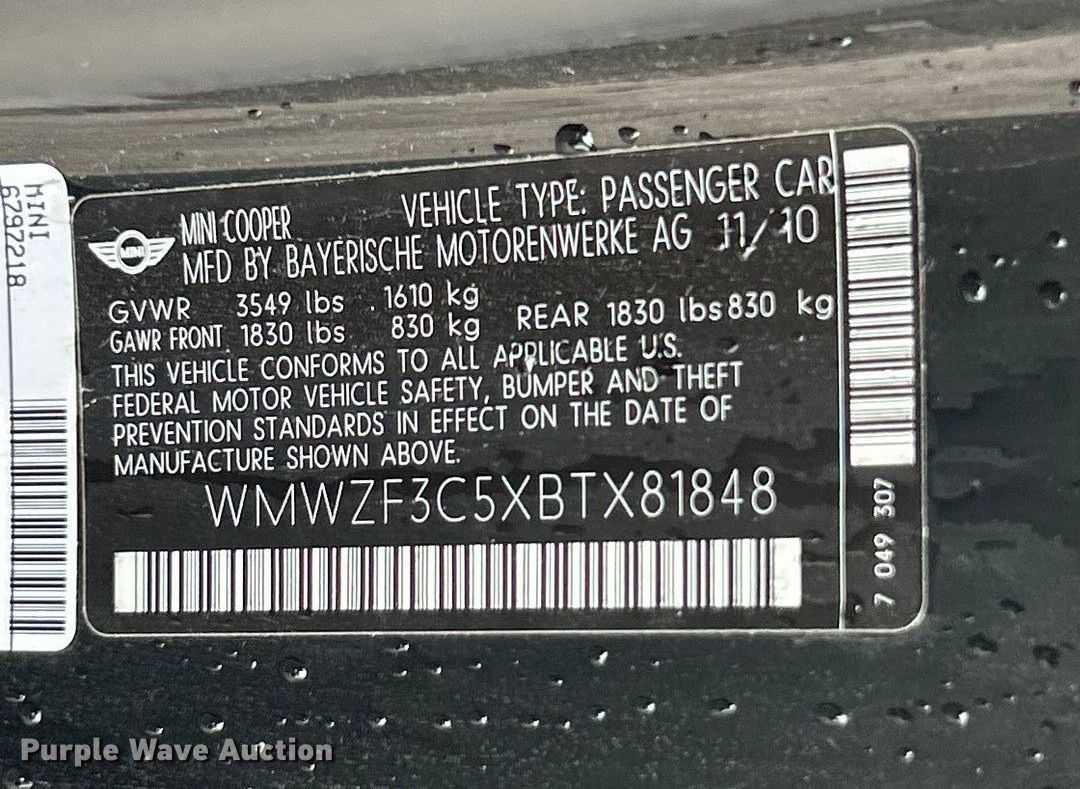 MINI
67972218
MINI
MINI COOPER
VEHICLE TYPE: PASSENGER CAR
MFD BY BAYERISCHE MOTORENWERKE AG 11/10
GVWR 3549 lbs 1610 kg
GAWR FRONT 1830 lbs 830 kg REAR 1830 lbs 830 kg
THIS VEHICLE CONFORMS TO ALL APPLICABLE U.S.
FEDERAL MOTOR VEHICLE SAFETY, BUMPER AND THEFT
PREVENTION STANDARDS IN EFFECT ON THE DATE OF
MANUFACTURE SHOWN ABOVE.
WMWZF3C5XBTX81848
7 049 307
Purple Wave Auction